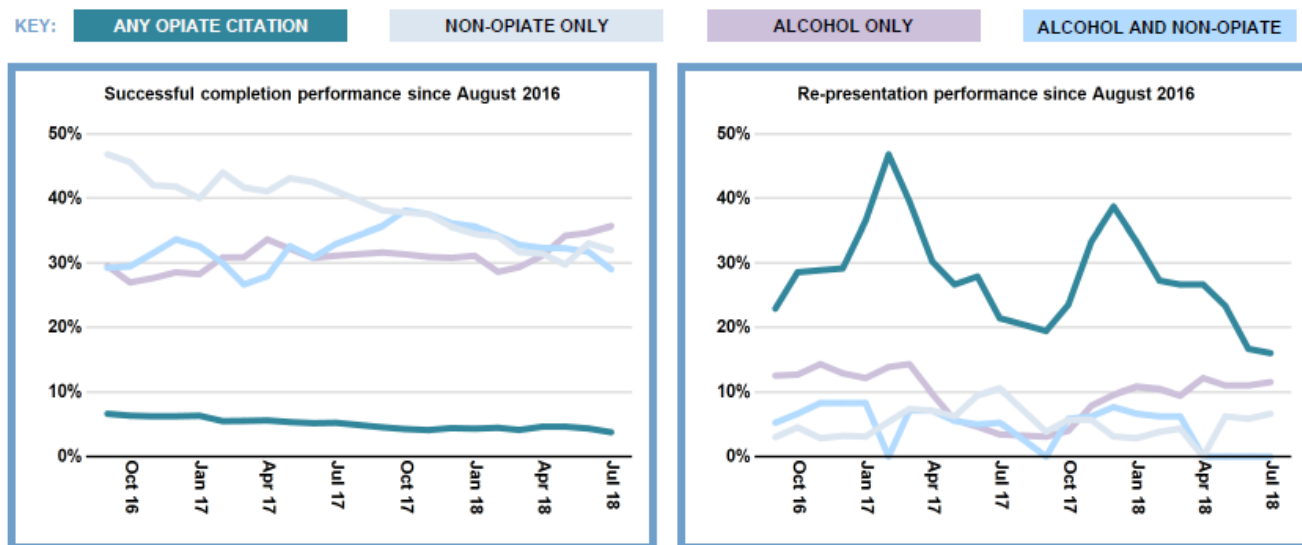 KEY: ANY OPIATE CITATION NON-OPIATE ONLY ALCOHOL ONLY ALCOHOL AND NON-OPIATE
Successful completion performance since August 2016
50%
40%
30%
20%
10%
0%
Oct 16 Jan 17 Apr 17 Jul 17 Oct 17 Jan 18 Apr 18 Jul 18
Re-presentation performance since August 2016
50%
40%
30%
20%
10%
0%
Oct 16 Jan 17 Apr 17 Jul 17 Oct 17 Jan 18 Apr 18 Jul 18